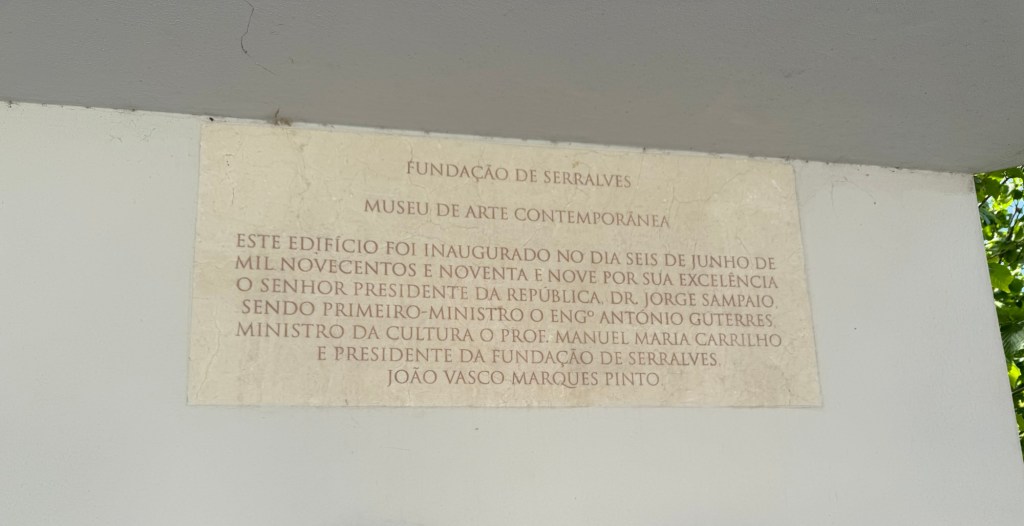 FUNDAÇÃO DE SERRALVES
MUSEU DE ARTE CONTEMPORÂNEA
ESTE EDIFÍCIO FOI INAUGURADO NO DIA SEIS DE JUNHO DE
MIL NOVECENTOS E NOVENTA E NOVE POR SUA EXCELÊNCIA
O SENHOR PRESIDENTE DA REPÚBLICA, DR. JORGE SAMPAIO,
SENDO PRIMEIRO-MINISTRO O ENGº ANTÓNIO GUTERRES,
MINISTRO DA CULTURA O PROF. MANUEL MARIA CARRILHO
E PRESIDENTE DA FUNDAÇÃO DE SERRALVES,
JOÃO VASCO MARQUES PINTO